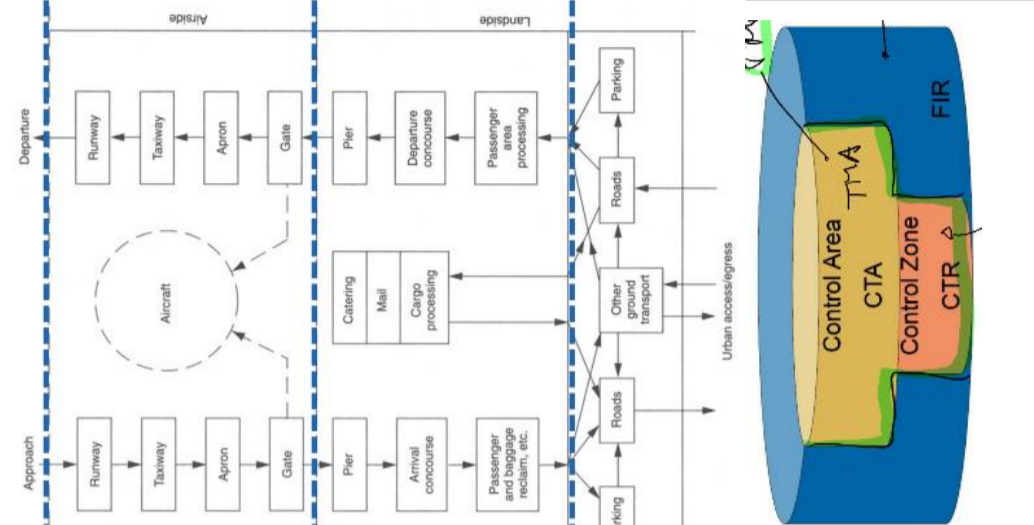 Airside
Landside
Departure
Runway
Taxiway
Apron
Gate
Pier
Departure
concourse
Passenger
area
processing
Parking
Roads
Aircraft
Catering
Mail
Cargo
processing
Other
ground
transport
Urban access/egress
Approach
Runway
Taxiway
Apron
Gate
Pier
Arrival
concourse
Passenger
and baggage
reclaim, etc.
Roads
rking
FIR
TMA
Control Area
CTA
Control Zone
CTR